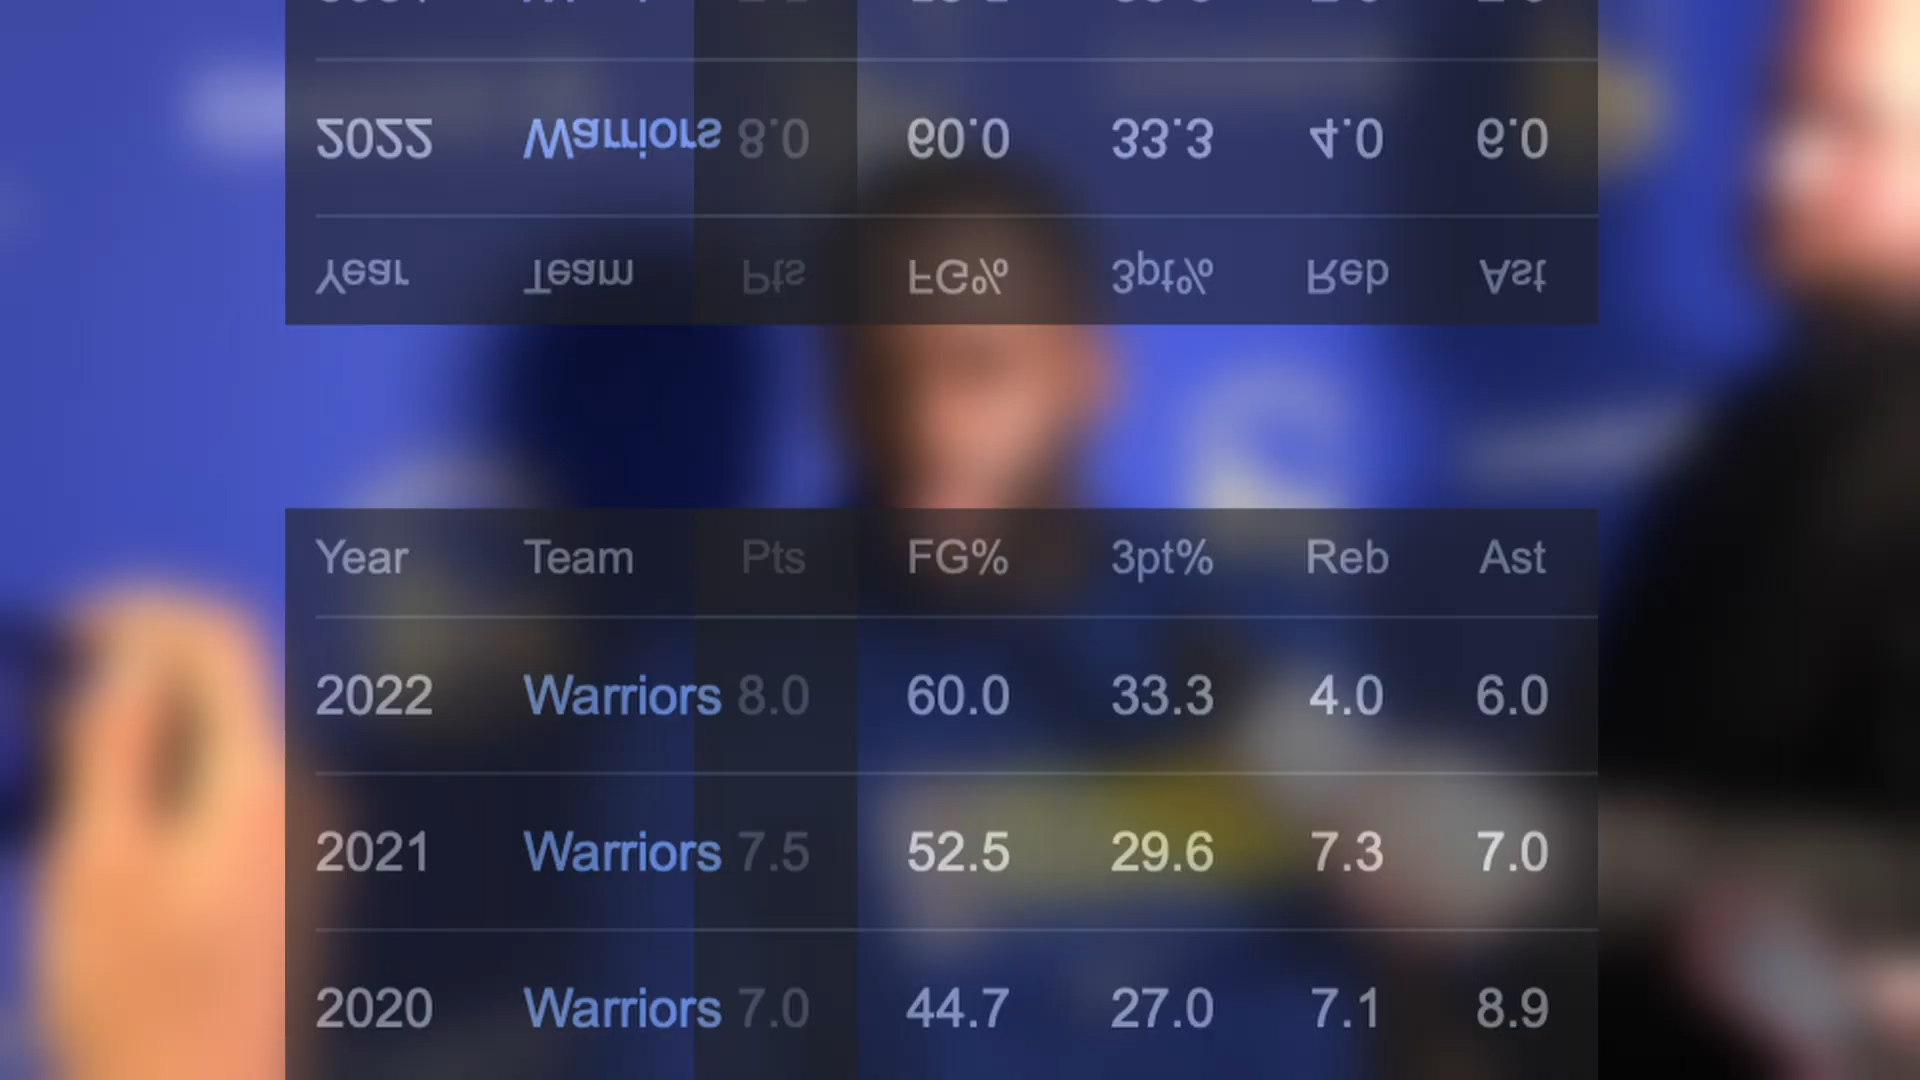 2022 Warriors 8.0 60.0 33.3 4.0 6.0
Year Team Pts FG% 3pt% Reb Ast
Year Team Pts FG% 3pt% Reb Ast
2022 Warriors 8.0 60.0 33.3 4.0 6.0
2021 Warriors 7.5 52.5 29.6 7.3 7.0
2020 Warriors 7.0 44.7 27.0 7.1 8.9